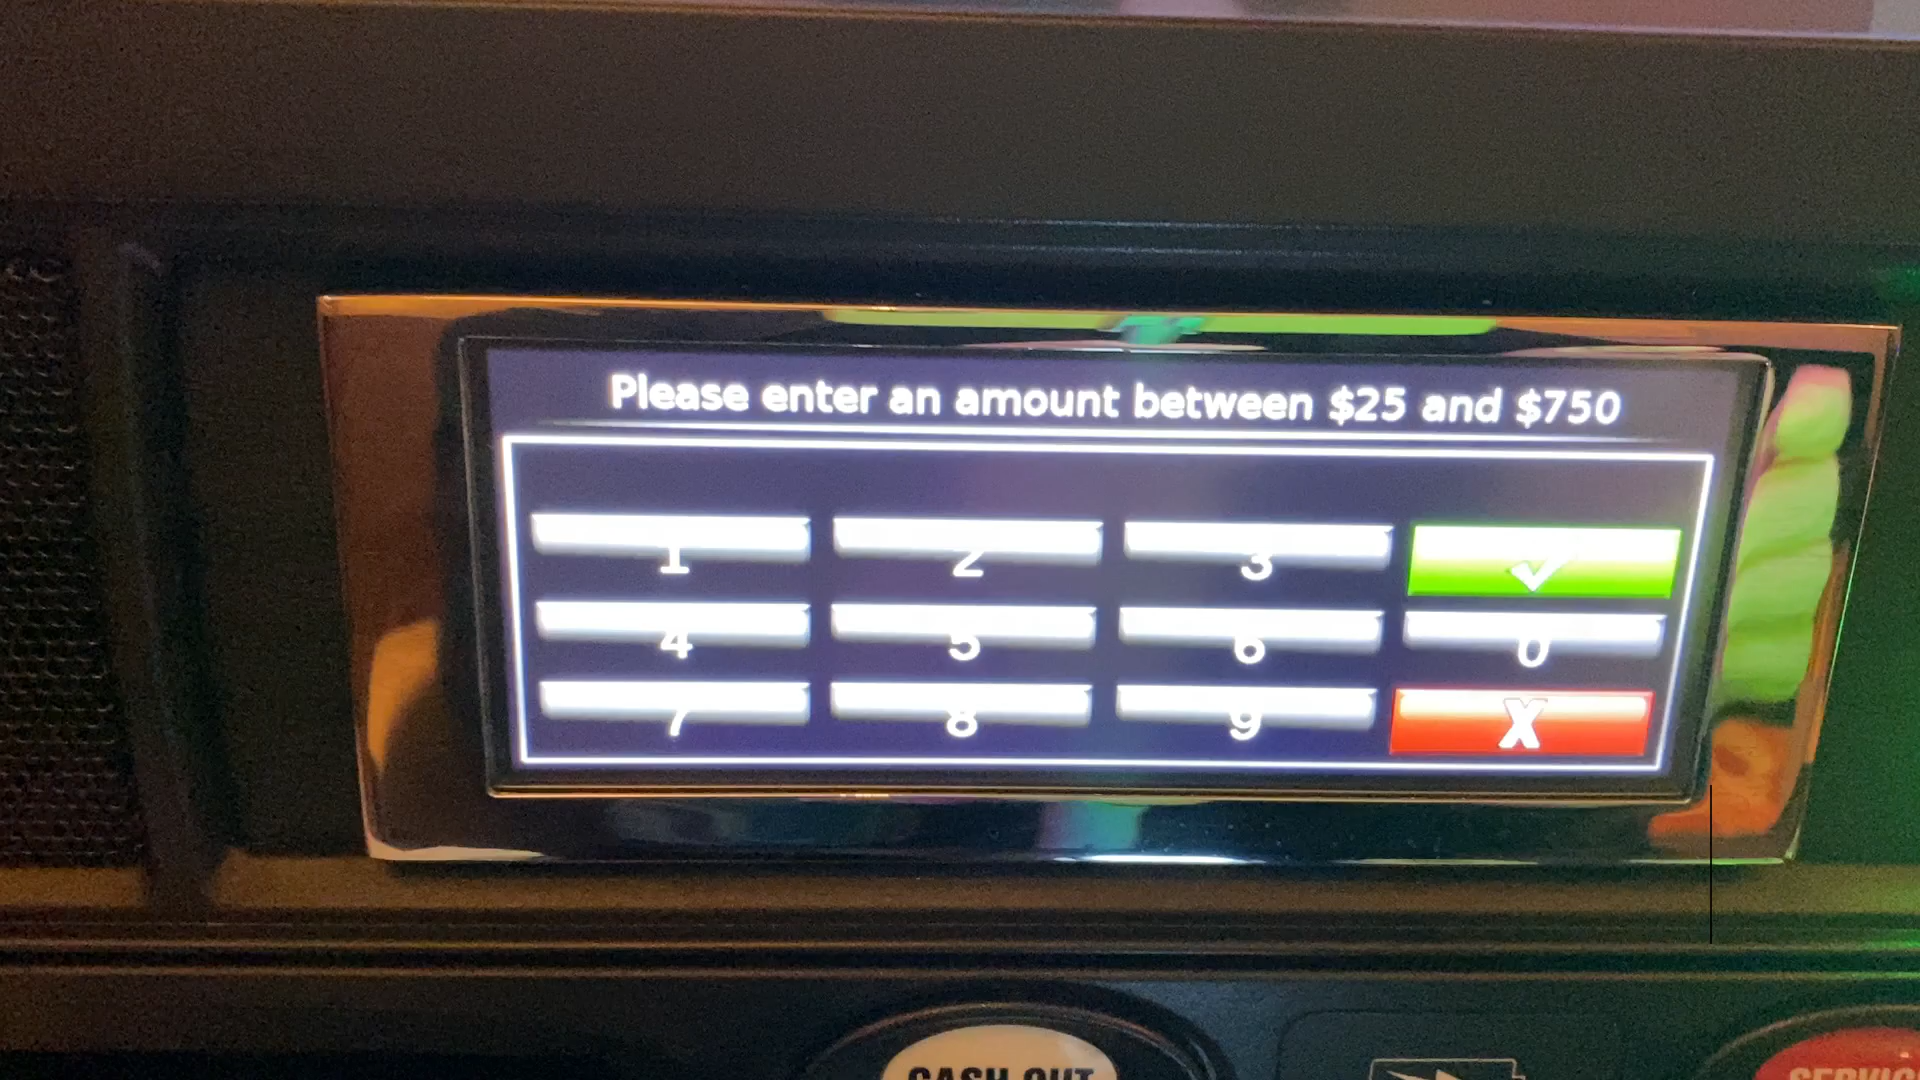 Please enter an amount between $25 and $750
1 2 3
4 5 6 0
7 8 9 X
CASH OUT
SERVICE